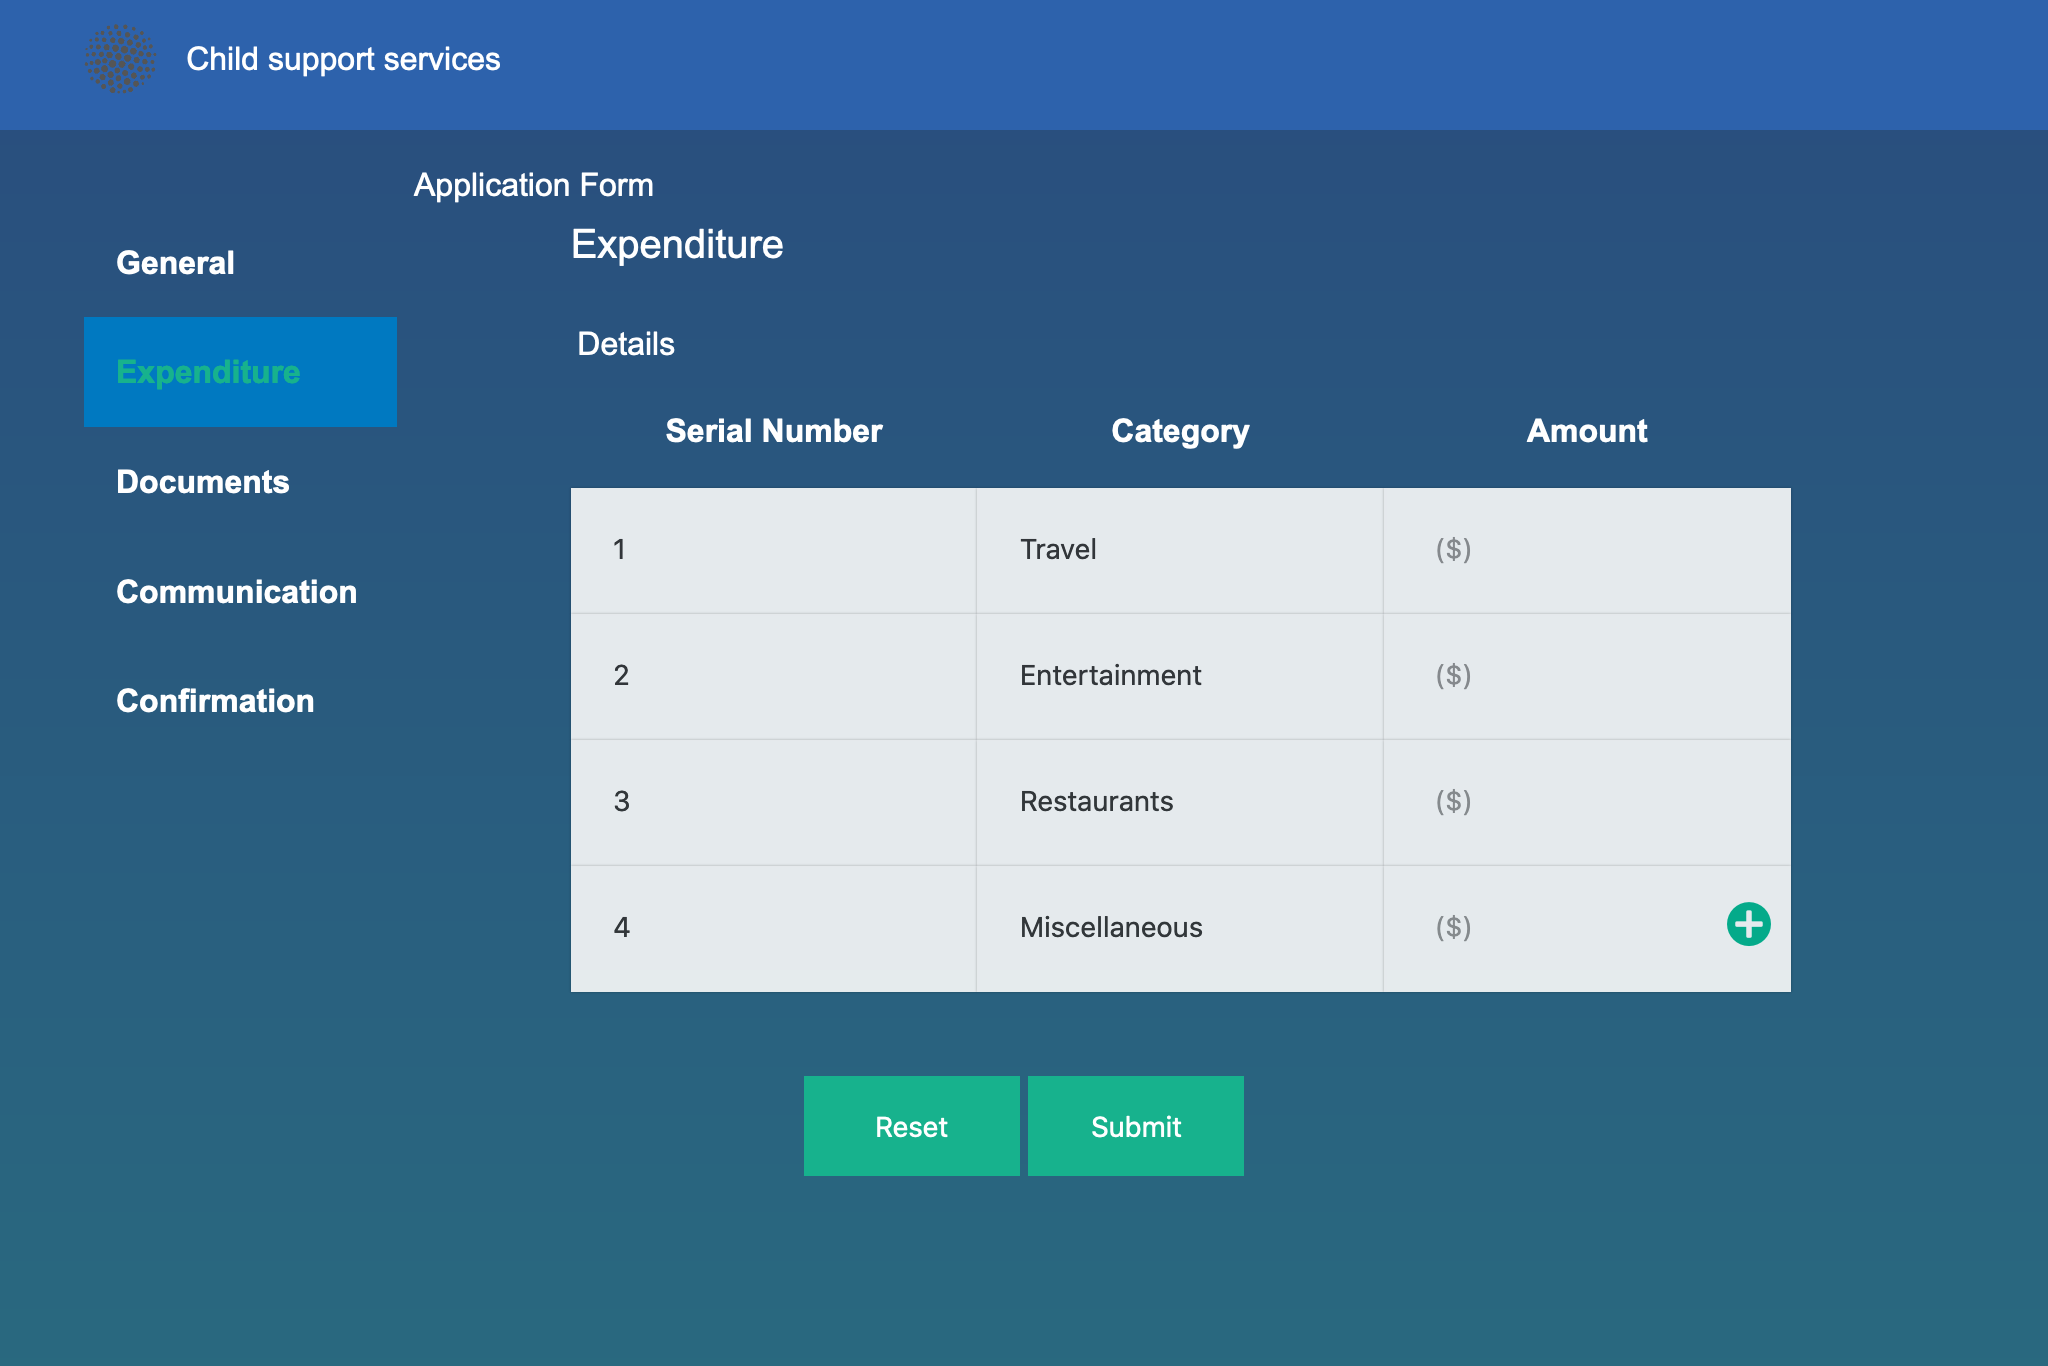 Child support services
Application Form
General
Expenditure
Documents
Communication
Confirmation
Expenditure
Details
Serial Number Category Amount
1 Travel ($)
2 Entertainment ($)
3 Restaurants ($)
4 Miscellaneous ($)
Reset Submit